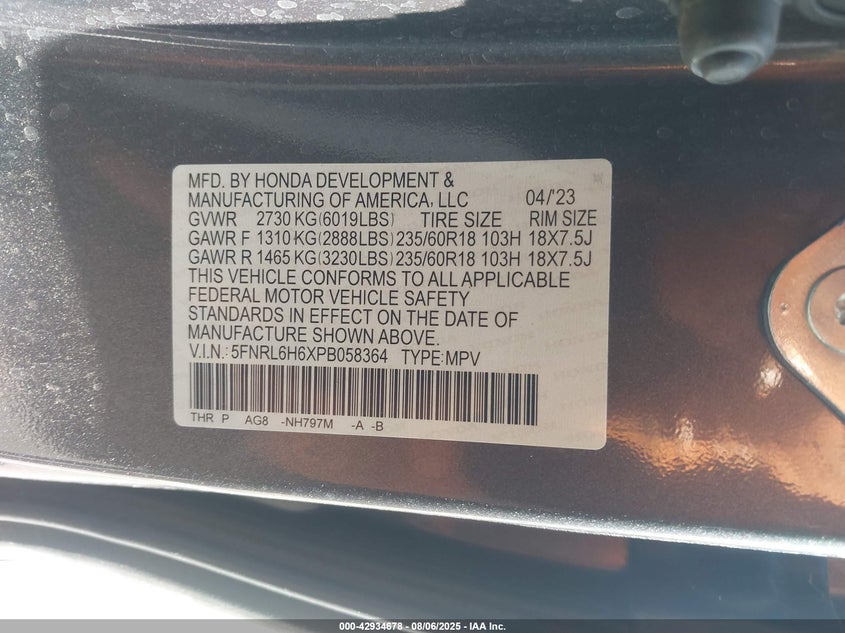 MFD. BY HONDA DEVELOPMENT &
MANUFACTURING OF AMERICA, LLC 04/'23
GVWR 2730 KG(6019LBS) TIRE SIZE RIM SIZE
GAWR F 1310 KG(2888LBS) 235/60R18 103H 18X7.5J
GAWR R 1465 KG(3230LBS) 235/60R18 103H 18X7.5J
THIS VEHICLE CONFORMS TO ALL APPLICABLE
FEDERAL MOTOR VEHICLE SAFETY
STANDARDS IN EFFECT ON THE DATE OF
MANUFACTURE SHOWN ABOVE.
V.I.N.: 5FNRL6H6XPB058364 TYPE:MPV
THR P AG8 -NH797M -A -B
000-42934678 - 08/06/2025 - IAA Inc.